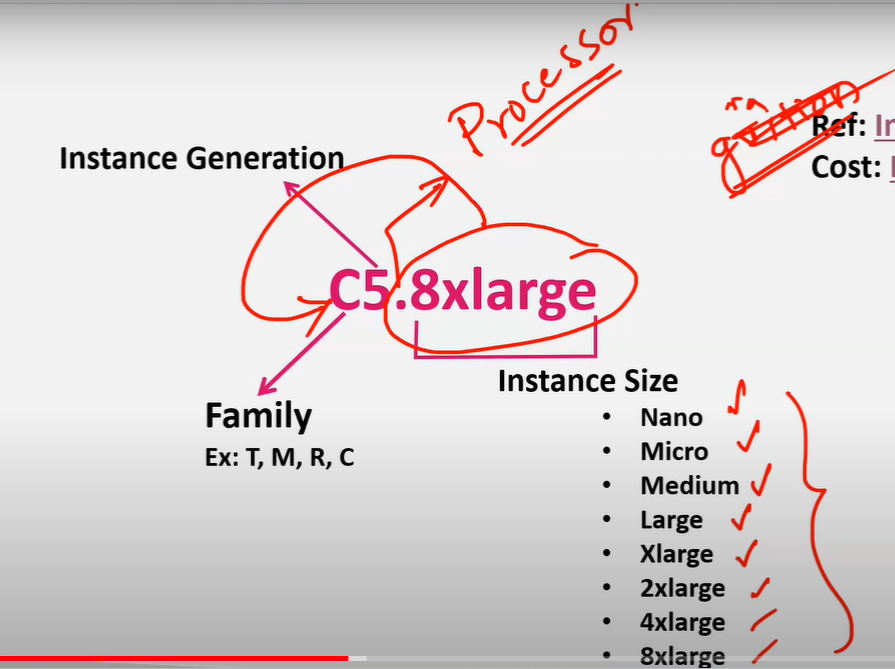 Processor
Ref: In
Cost:
Instance Generation
C5.8xlarge
Instance Size
Family
Ex: T, M, R, C
• Nano
• Micro
• Medium
• Large
• Xlarge
• 2xlarge
• 4xlarge
• 8xlarge